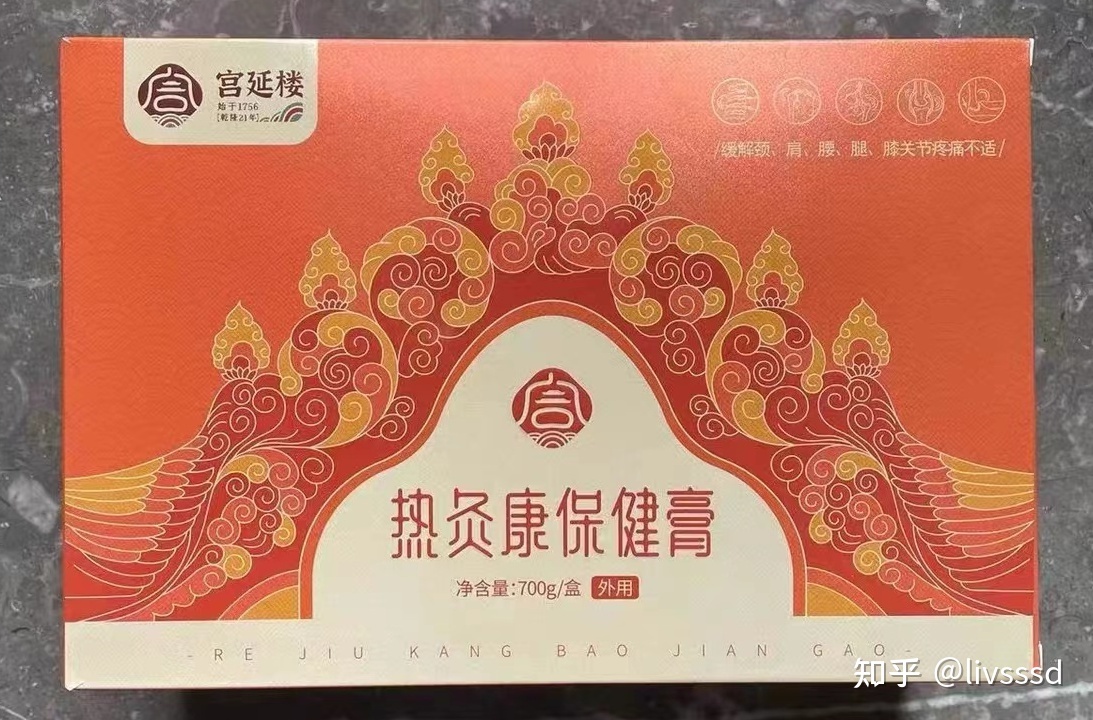 宫延楼
始于1756
[乾隆21年]
/缓解颈、肩、腰、腿、膝关节疼痛不适/
热灸康保健膏
净含量:700g/盒 外用
-RE JIU KANG BAO JIAN GAO-
知乎 @livsssd